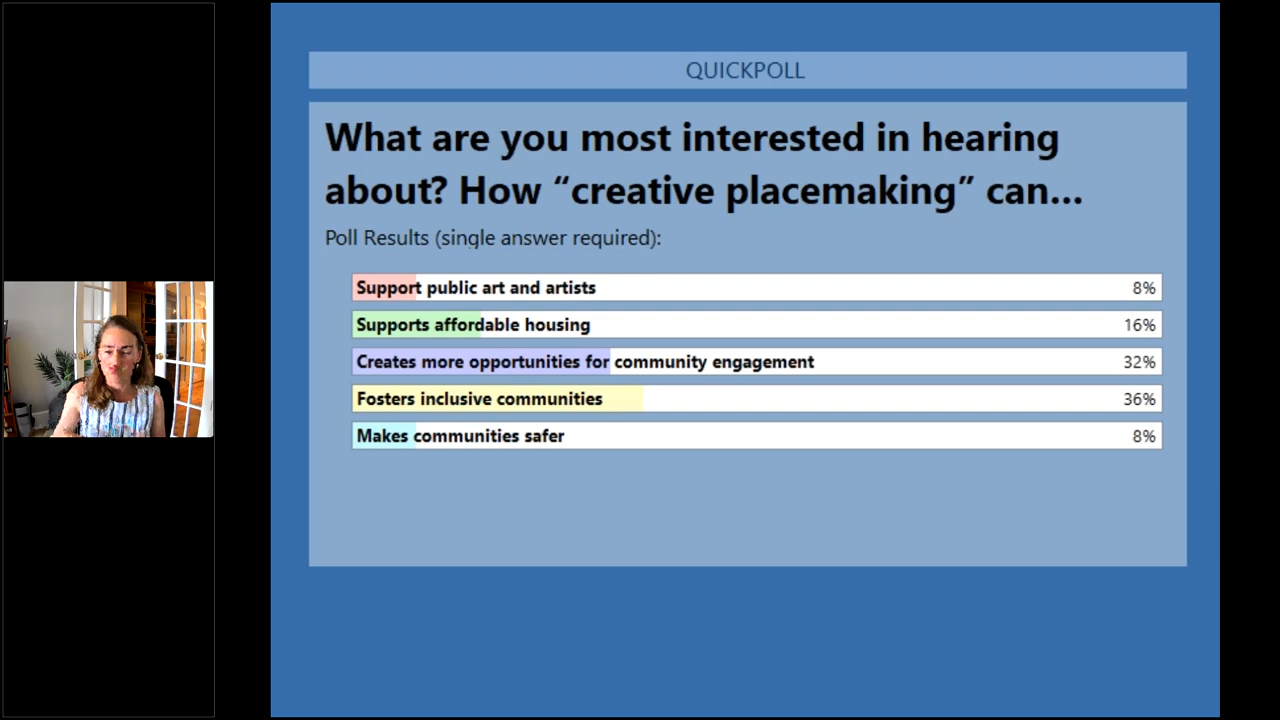 QUICKPOLL
What are you most interested in hearing
about? How “creative placemaking” can...
Poll Results (single answer required):
Support public art and artists 8%
Supports affordable housing 16%
Creates more opportunities for community engagement 32%
Fosters inclusive communities 36%
Makes communities safer 8%